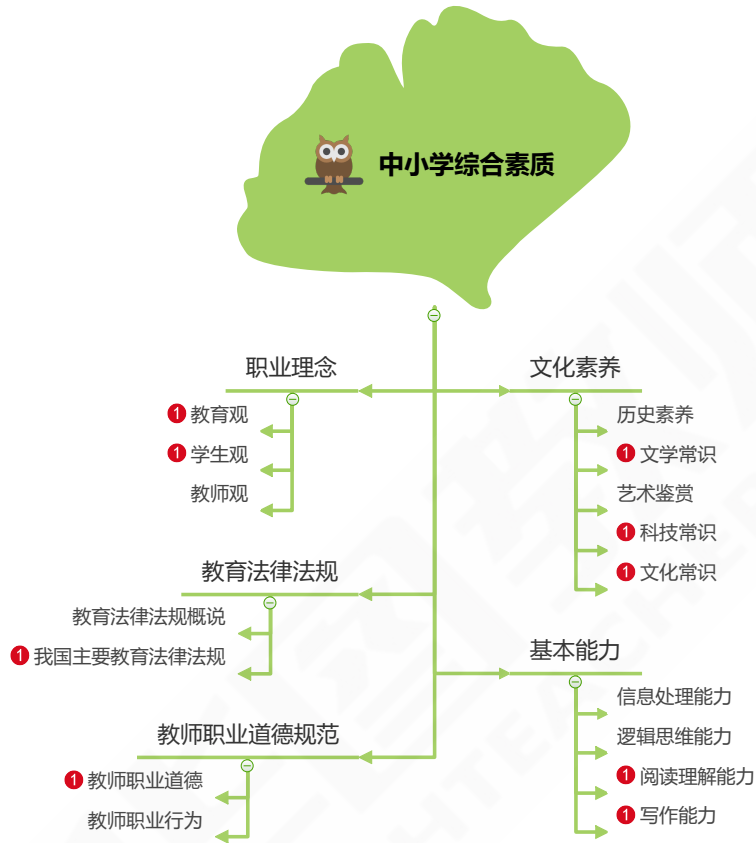 中小学综合素质
职业理念
1 教育观
1 学生观
教师观
教育法律法规
教育法律法规概说
1 我国主要教育法律法规
教师职业道德规范
1 教师职业道德
教师职业行为
文化素养
历史素养
1 文学常识
艺术鉴赏
1 科技常识
1 文化常识
基本能力
信息处理能力
逻辑思维能力
1 阅读理解能力
1 写作能力